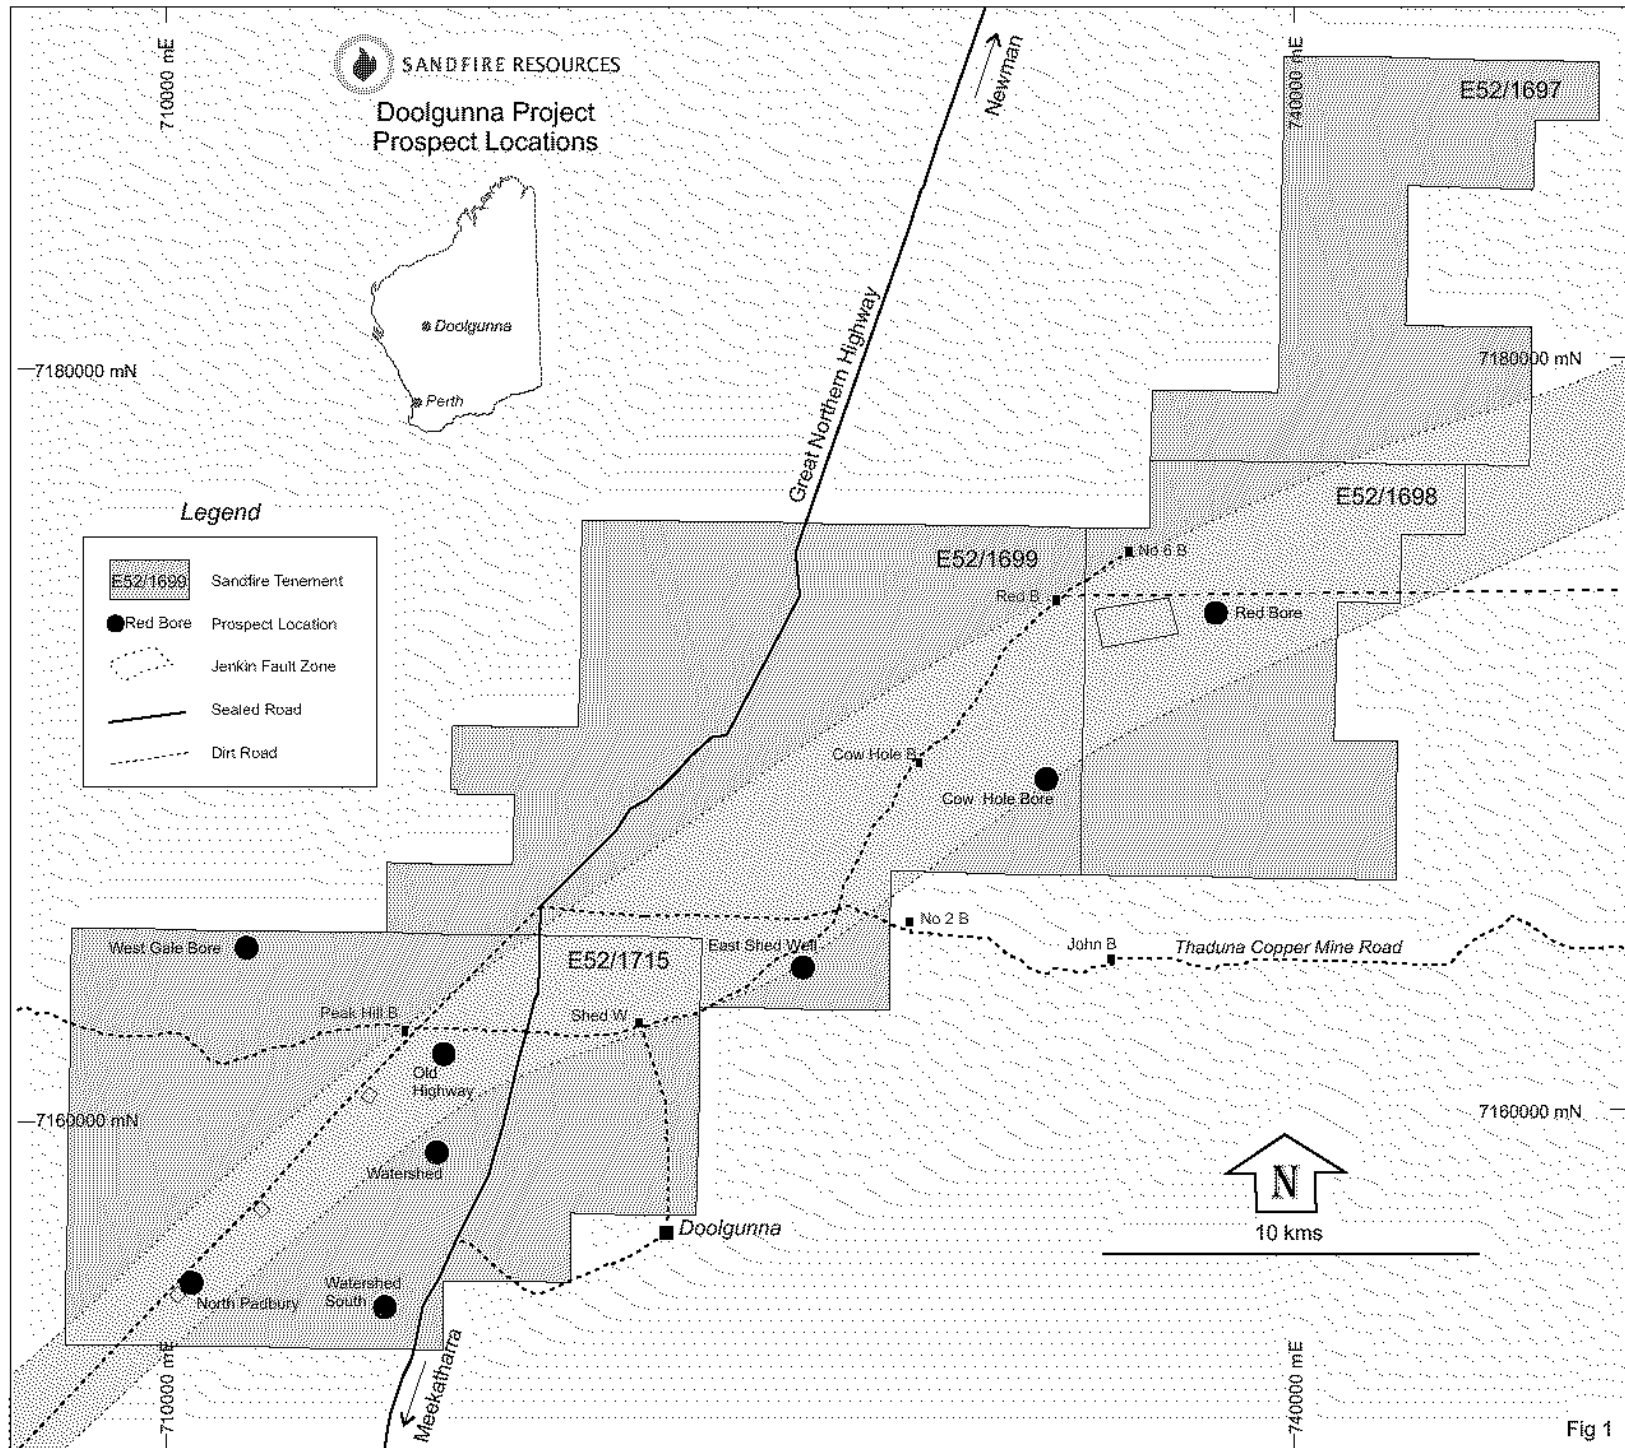 710000 mE
SANDFIRE RESOURCES
Doolgunna Project
Prospect Locations
Newman
740000 mE
E52/1697
Doolgunna
Perth
7180000 mN
7180000 mN
Great Northern Highway
Legend
E52/1699
Sandfire Tenement
Red Bore
Prospect Location
Jenkin Fault Zone
Sealed Road
Dirt Road
E52/1698
E52/1699
No 6 B
Red B
Red Bore
Cow Hole B
Cow Hole Bore
No 2 B
West Gale Bore
East Shed Well
E52/1715
John B
Thaduna Copper Mine Road
Peak Hill B
Shed W
Old
Highway
7160000 mN
7160000 mN
Watershed
N
10 kms
Doolgunna
North Padbury
Watershed
South
710000 mE
Meekatharra
740000 mE
Fig 1